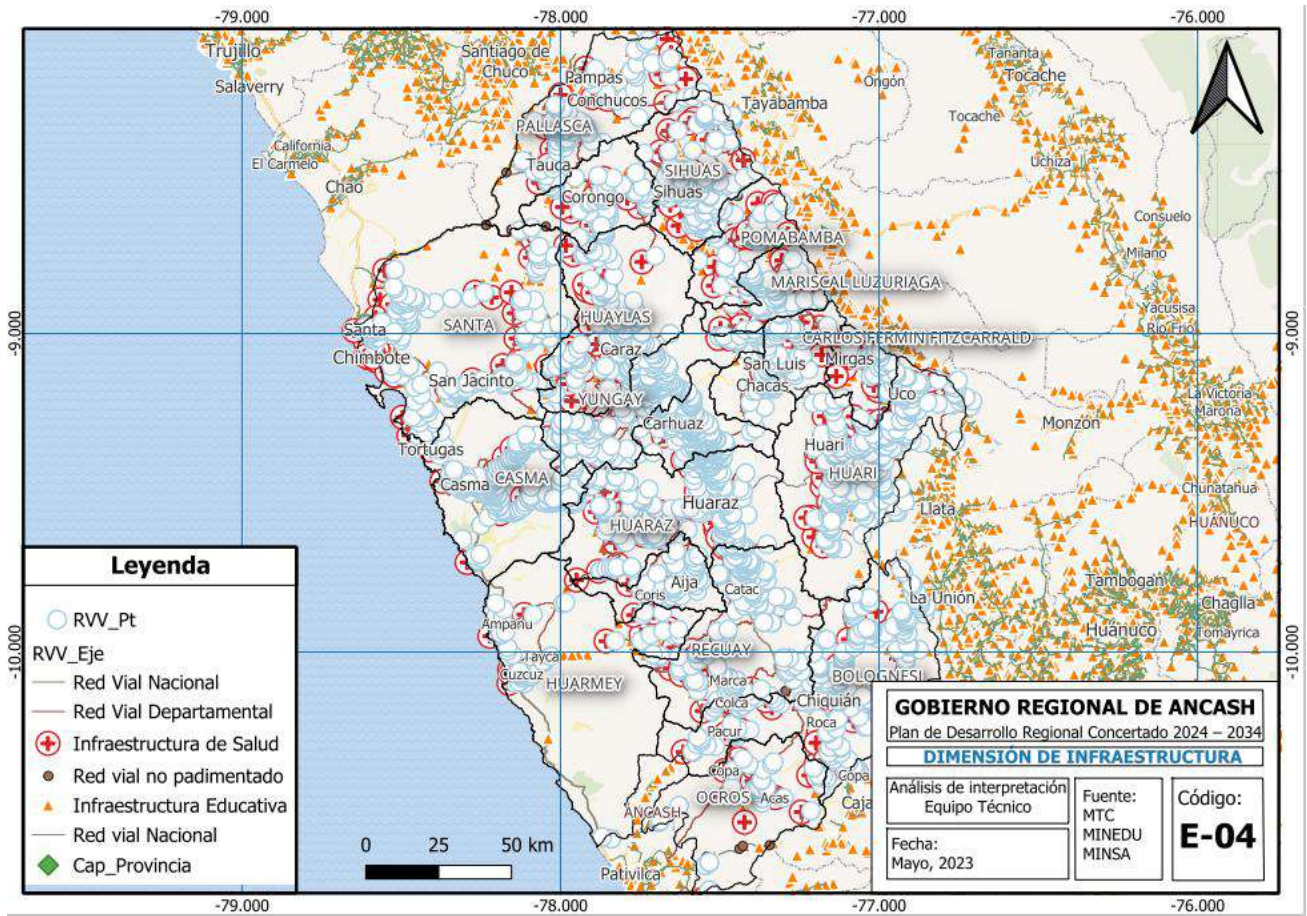 -79.000
-78.000
-77.000
-76.000
Trujillo
Salaverry
Santiago de
Chuco
Tananta
Tocache
Ongón
Pampas
Conchucos
Tayabamba
Tocache
PALLASCA
California
El Carmelo
Chao
Tauca
SIHUAS
Sihuas
Uchiza
Corongo
Consuelo
POMABAMBA
Milano
MARISCAL LUZURIAGA
Yacusisa
Rio Frio
SANTA
HUAYLAS
Santa
-9.000
-9.000
CARLOS FERMIN FITZCARRALD
Chimbote
Caraz
Mirgas
San Luis
San Jacinto
Chacas
Uco
YUNGAY
La Victoria
Marona
Carhuaz
Monzón
Huari
Tortugas
HUARI
CASMA
Casma
Chunatahua
Huaraz
Llata
HUARAZ
HUÁNUCO
Aija
Catac
Tambogan
Coris
La Unión
Chaglla
Ampanu
Huánuco
Tomayrica
-10.000
-10.000
RECUAY
Tayca
Cuzcuz
HUARMEY
Marca
BOLOGNESI
Colca
Chiquián
Roca
Pacur
Copa
Copa
OCROS
Acas
Caja
ANCASH
Pativilca
Leyenda
RVV_Pt
RVV_Eje
Red Vial Nacional
Red Vial Departamental
Infraestructura de Salud
Red vial no padimentado
Infraestructura Educativa
Red vial Nacional
Cap_Provincia
0 25 50 km
GOBIERNO REGIONAL DE ANCASH
Plan de Desarrollo Regional Concertado 2024 – 2034
DIMENSIÓN DE INFRAESTRUCTURA
Análisis de interpretación
Equipo Técnico
Fecha:
Mayo, 2023
Fuente:
MTC
MINEDU
MINSA
Código:
E-04
-79.000
-78.000
-77.000
-76.000